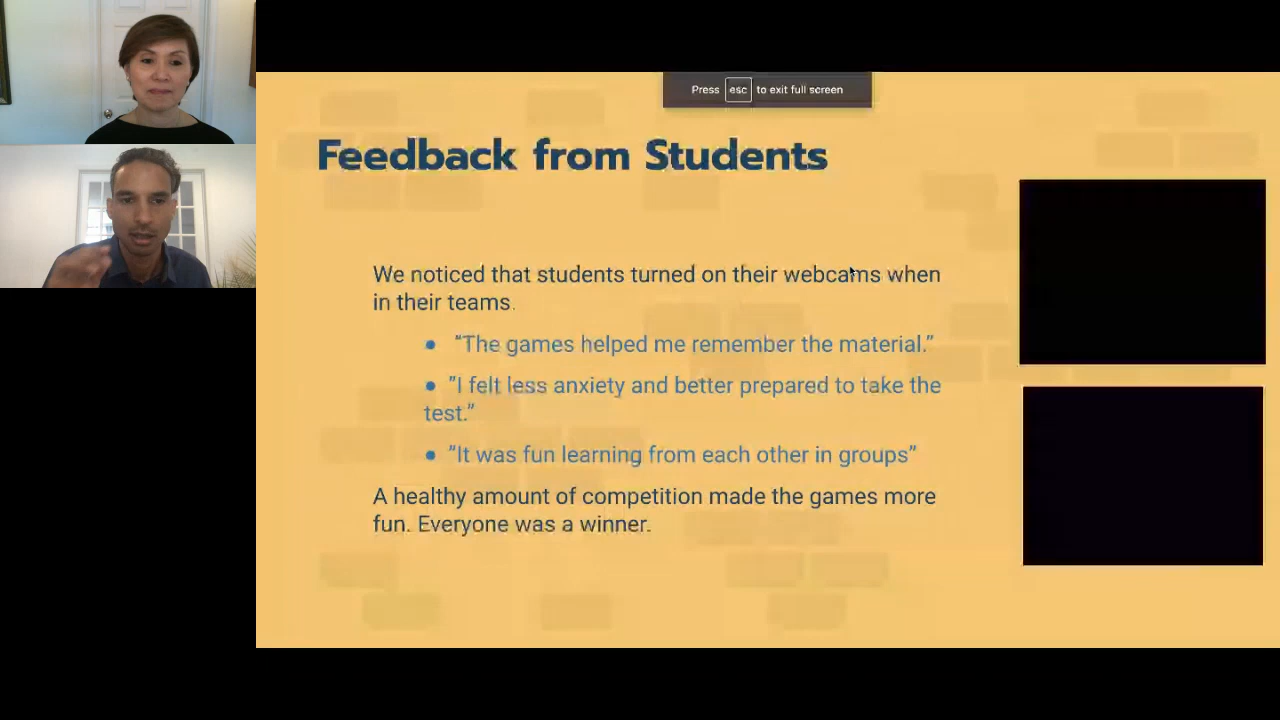 Press esc to exit full screen
Feedback from Students
We noticed that students turned on their webcams when
in their teams.
● “The games helped me remember the material.”
● “I felt less anxiety and better prepared to take the
test.”
● “It was fun learning from each other in groups”
A healthy amount of competition made the games more
fun. Everyone was a winner.